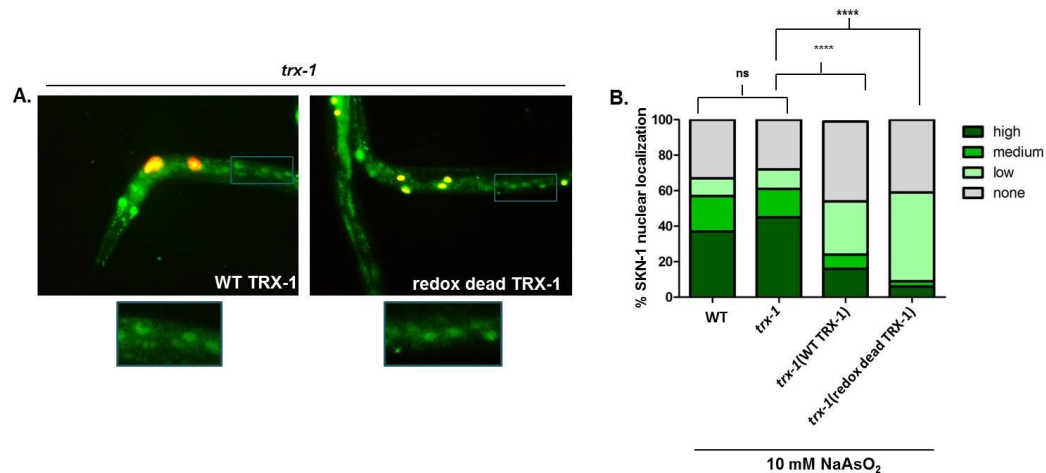 trx-1
A.
WT TRX-1
redox dead TRX-1
B.
****
****
ns
% SKN-1 nuclear localization
100
80
60
40
20
0
high
medium
low
none
WT
trx-1
trx-1(WT TRX-1)
trx-1(redox dead TRX-1)
10 mM NaAsO2